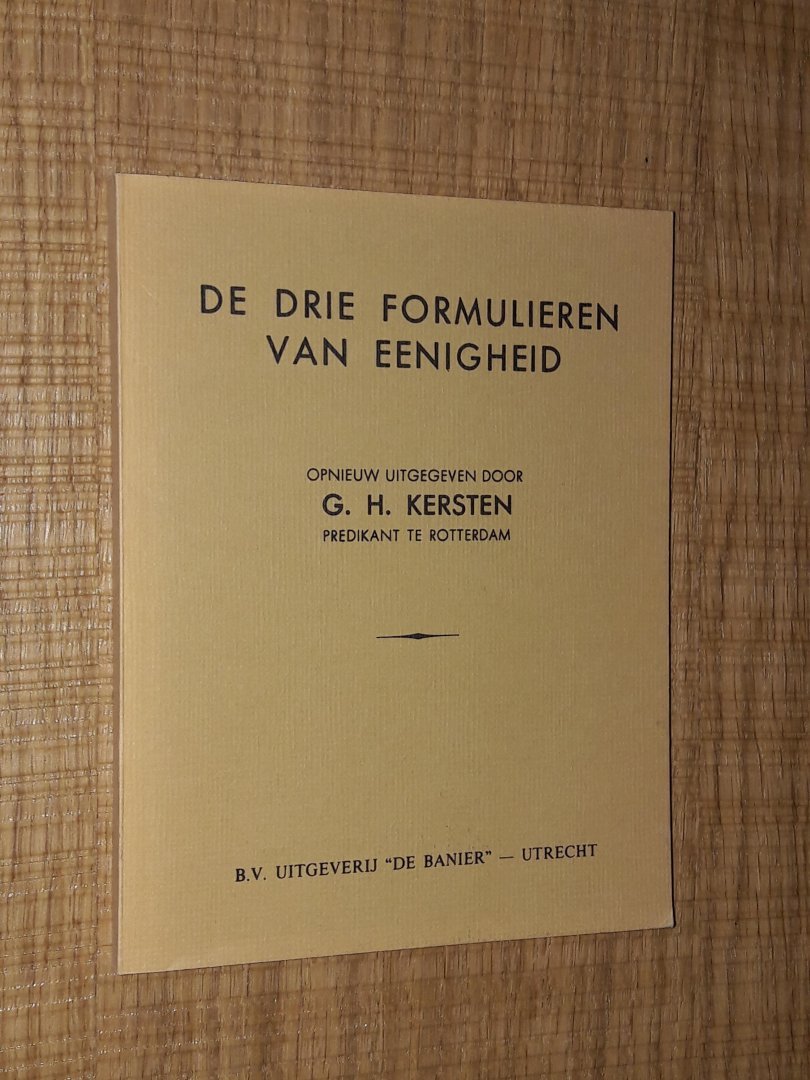 DE DRIE FORMULIEREN
VAN EENIGHEID
OPNIEUW UITGEGEVEN DOOR
G. H. KERSTEN
PREDIKANT TE ROTTERDAM
B.V. UITGEVERIJ "DE BANIER" — UTRECHT